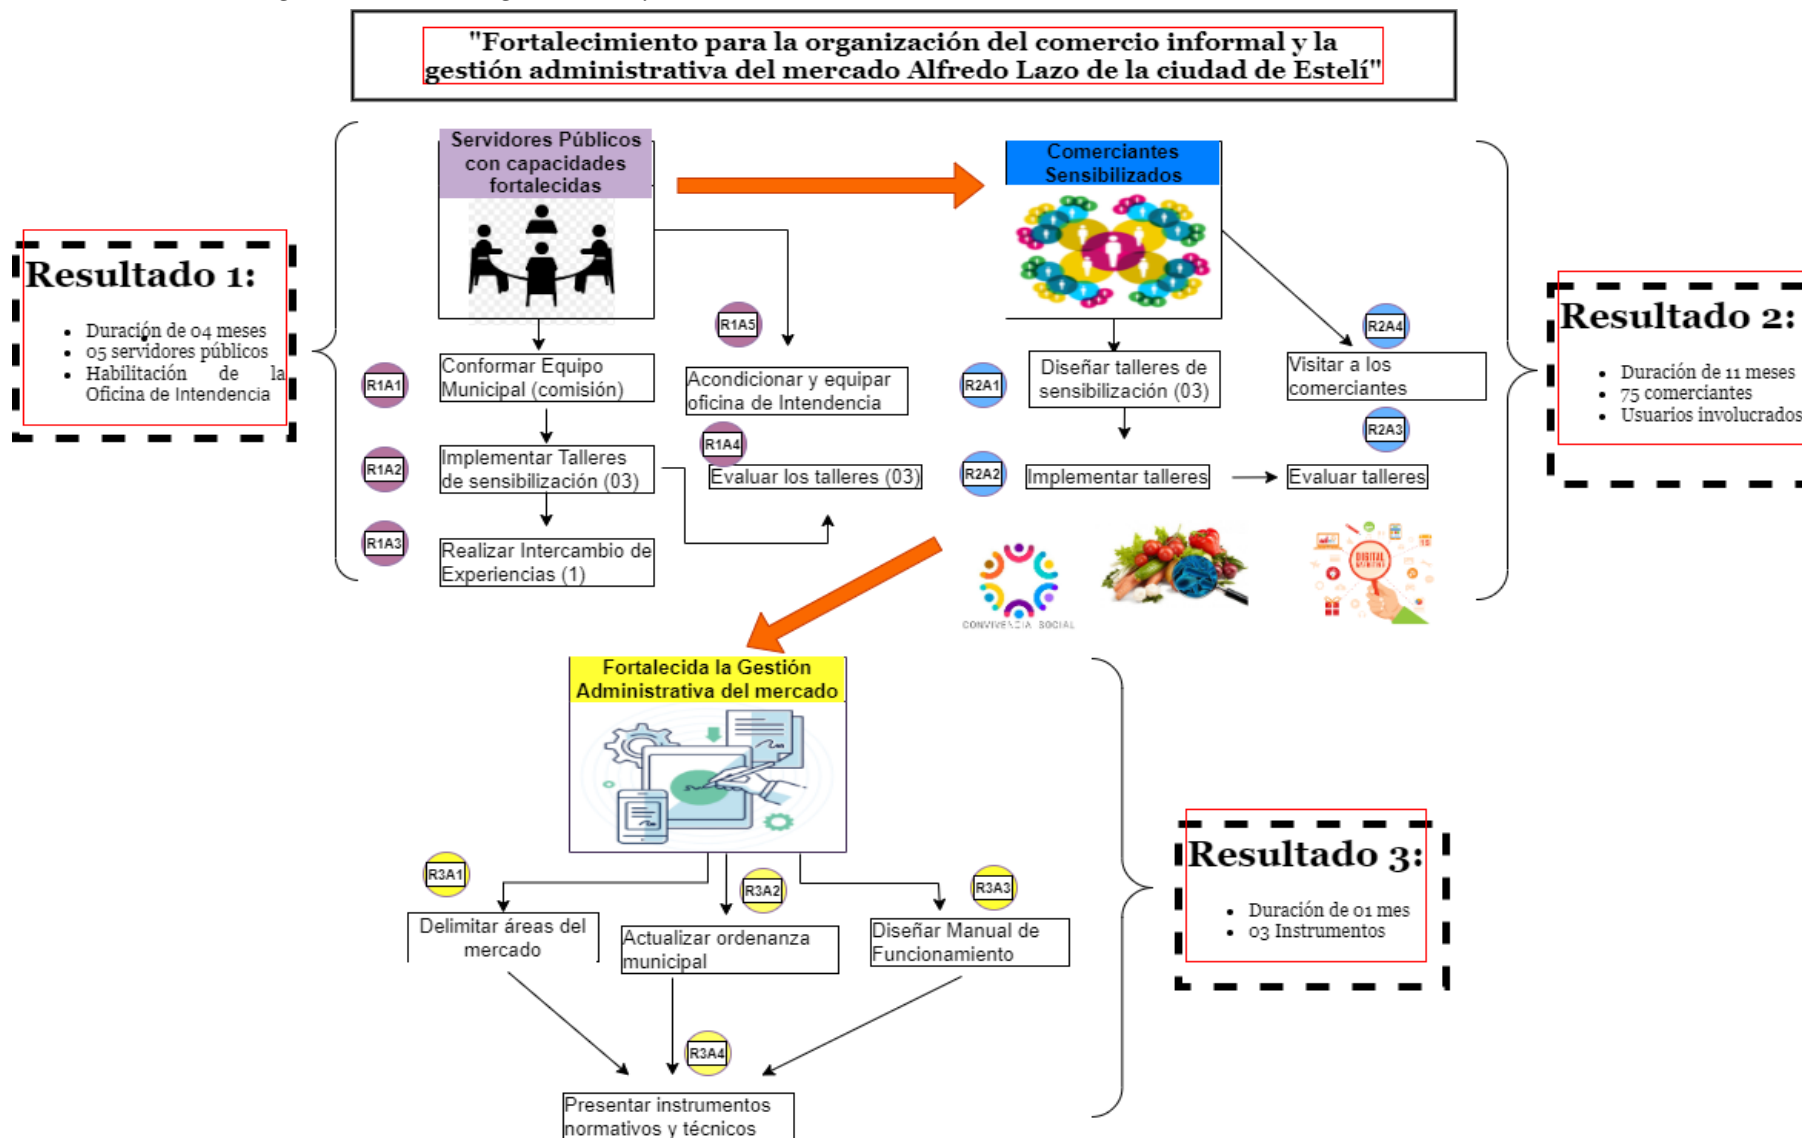 "Fortalecimiento para la organización del comercio informal y la
gestión administrativa del mercado Alfredo Lazo de la ciudad de Estelí"
Servidores Públicos
con capacidades
fortalecidas
Comerciantes
Sensibilizados
Resultado 1:
• Duración de 04 meses
• 05 servidores públicos
• Habilitación de la
Oficina de Intendencia
R1A1
Conformar Equipo
Municipal (comisión)
R1A2
Implementar Talleres
de sensibilización (03)
R1A3
Realizar Intercambio de
Experiencias (1)
R1A5
Acondicionar y equipar
oficina de Intendencia
R1A4
Evaluar los talleres (03)
R2A1
Diseñar talleres de
sensibilización (03)
R2A2
Implementar talleres
R2A4
Visitar a los
comerciantes
R2A3
Evaluar talleres
CONVIVENCIA SOCIAL
DIGITAL
MARKETING
Resultado 2:
• Duración de 11 meses
• 75 comerciantes
• Usuarios involucrados
Fortalecida la Gestión
Administrativa del mercado
R3A1
Delimitar áreas del
mercado
R3A2
Actualizar ordenanza
municipal
R3A3
Diseñar Manual de
Funcionamiento
R3A4
Presentar instrumentos
normativos y técnicos
Resultado 3:
• Duración de 01 mes
• 03 Instrumentos